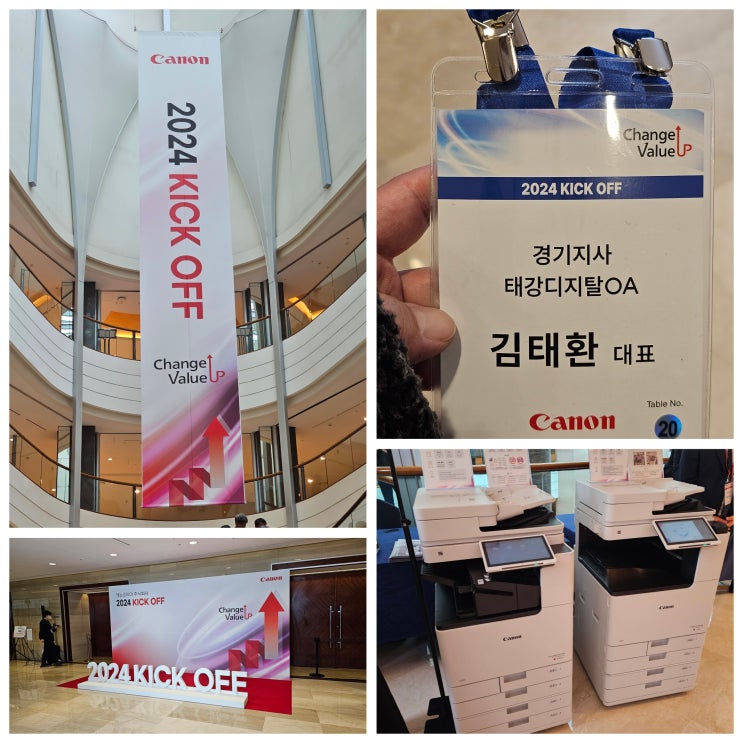 Canon
2024 KICK OFF
Change
Value UP
Change
Value UP
2024 KICK OFF
경기지사
태강디지탈OA
김태환 대표
Table No.
Canon
20
Canon
2024 KICK OFF
Change
Value UP
2024 KICK OFF
Canon
Canon